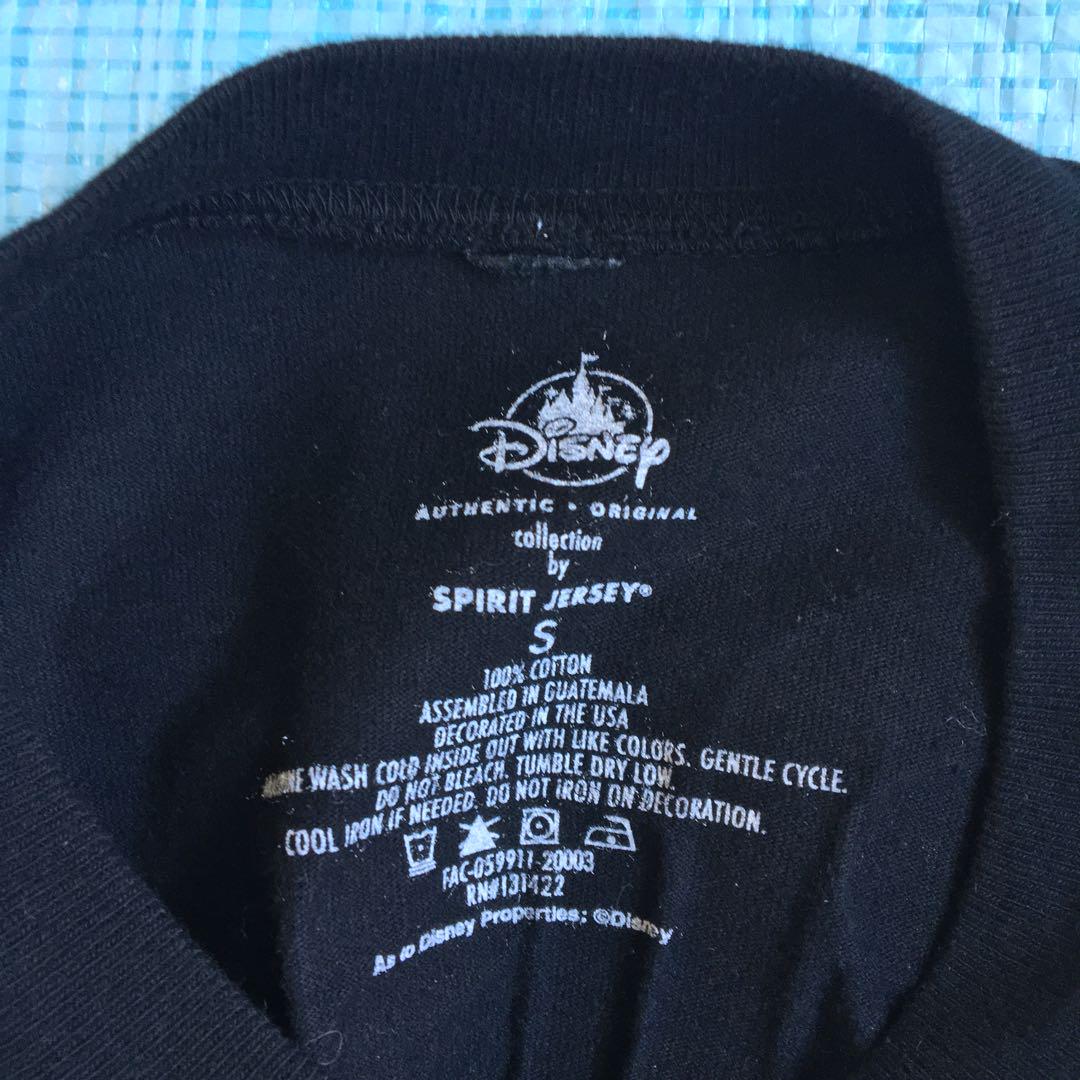 Disney
AUTHENTIC • ORIGINAL
collection
by
SPIRIT JERSEY®
S
100% COTTON
ASSEMBLED IN GUATEMALA
DECORATED IN THE USA
WASH COLD INSIDE OUT WITH LIKE COLORS. GENTLE CYCLE.
DO NOT BLEACH. TUMBLE DRY LOW.
COOL IRON IF NEEDED. DO NOT IRON ON DECORATION.
FAC-059911-20003
RN#131422
As to Disney Properties: ©Disney